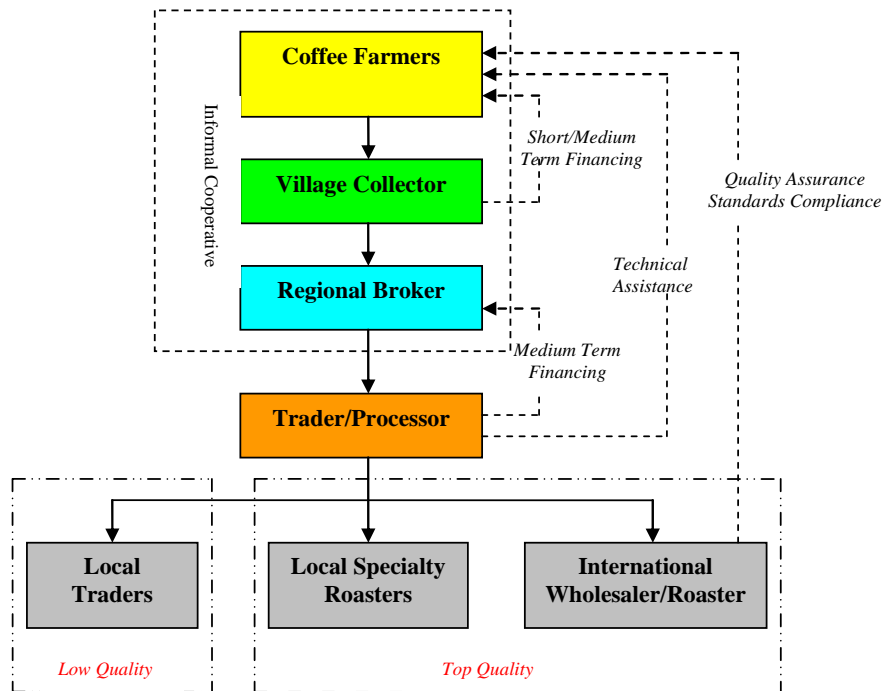 Coffee Farmers
Informal Cooperative
Short/Medium
Term Financing
Village Collector
Quality Assurance
Standards Compliance
Technical
Assistance
Regional Broker
Medium Term
Financing
Trader/Processor
Local
Traders
Local Specialty
Roasters
International
Wholesaler/Roaster
Low Quality
Top Quality